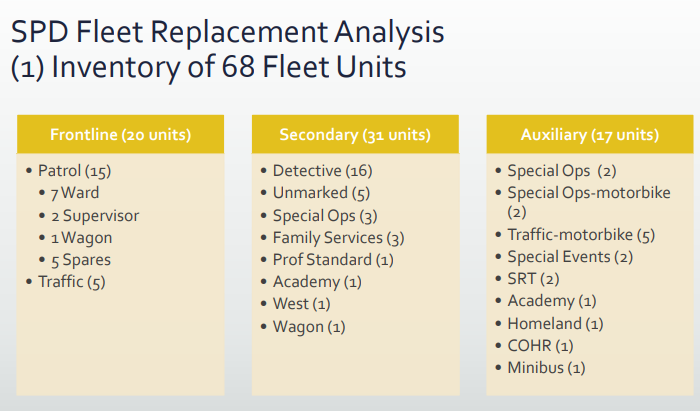 SPD Fleet Replacement Analysis
(1) Inventory of 68 Fleet Units
Frontline (20 units)
• Patrol (15)
• 7 Ward
• 2 Supervisor
• 1 Wagon
• 5 Spares
• Traffic (5)
Secondary (31 units)
• Detective (16)
• Unmarked (5)
• Special Ops (3)
• Family Services (3)
• Prof Standard (1)
• Academy (1)
• West (1)
• Wagon (1)
Auxiliary (17 units)
• Special Ops (2)
• Special Ops-motorbike
(2)
• Traffic-motorbike (5)
• Special Events (2)
• SRT (2)
• Academy (1)
• Homeland (1)
• COHR (1)
• Minibus (1)